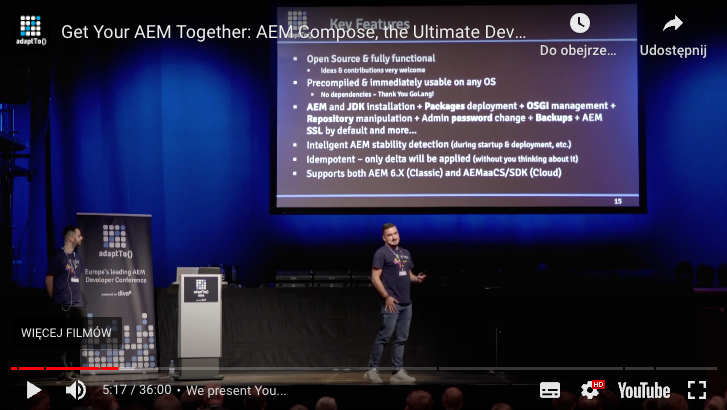 adaptTo()
Get Your AEM Together: AEM Compose, the Ultimate Dev…
Do obejrze…
Udostępnij
Key Features
Open Source & fully functional
Ideas & contributions very welcome
Precompiled & immediately usable on any OS
No dependencies – Thank You GoLang!
AEM and JDK installation + Packages deployment + OSGI management +
Repository manipulation + Admin password change + Backups + AEM
SSL by default and more...
Inteligent AEM stability detection (during startup & deployment, etc.)
Idempotent – only delta will be applied (without you thinking about it)
Supports both AEM 6.X (Classic) and AEMaaCS/SDK (Cloud)
15
adaptTo()
Europe's leading AEM
Developer Conference
adaptTo()
WIĘCEJ FILMÓW
5:17 / 36:00 • We present You...
HD
YouTube